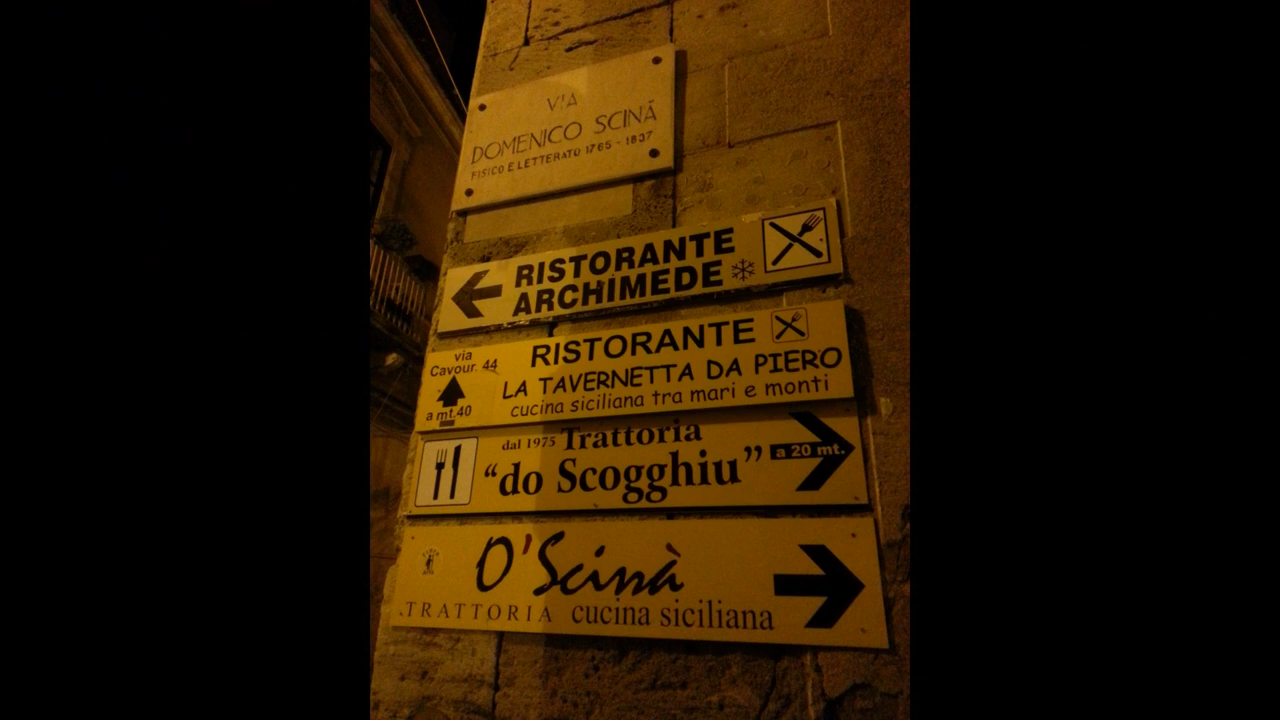 VIA
DOMENICO SCINÀ
FISICO E LETTERATO 1765 - 1837
RISTORANTE
ARCHIMEDE
via
Cavour. 44
a mt.40
RISTORANTE
LA TAVERNETTA DA PIERO
cucina siciliana tra mari e monti
dal 1975 Trattoria
“do Scogghiu”
a 20 mt.
O'Scinà
TRATTORIA cucina siciliana